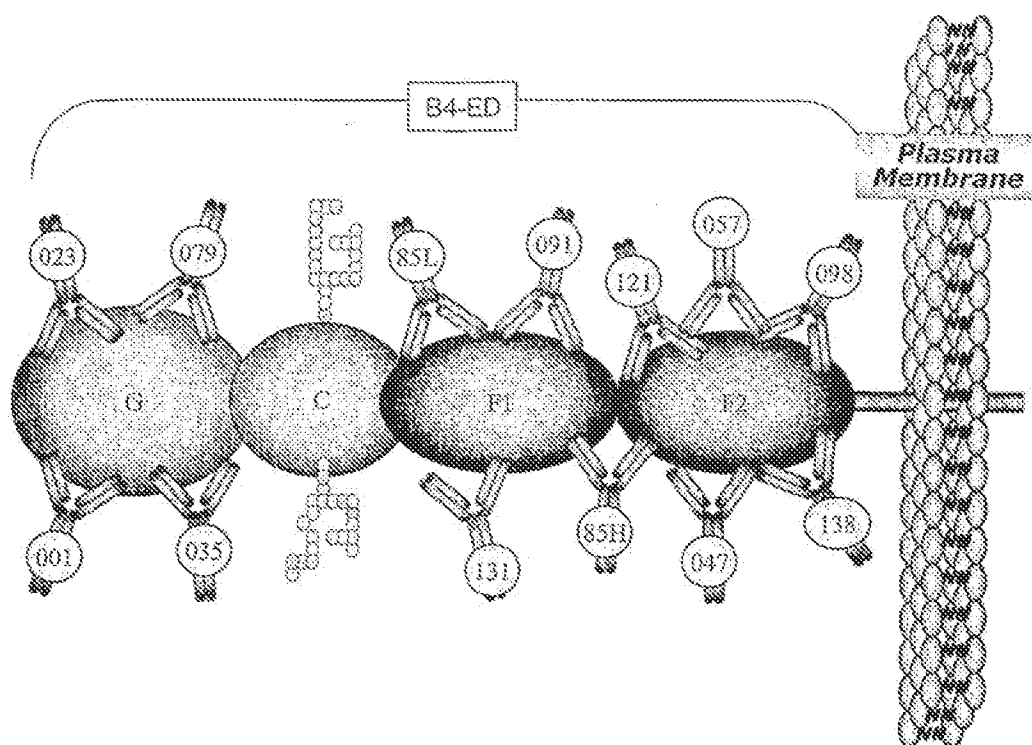 B4-ED
Plasma
Membrane
057
023
079
85L
091
121
098
G
C
F1
F2
001
035
131
85H
047
138